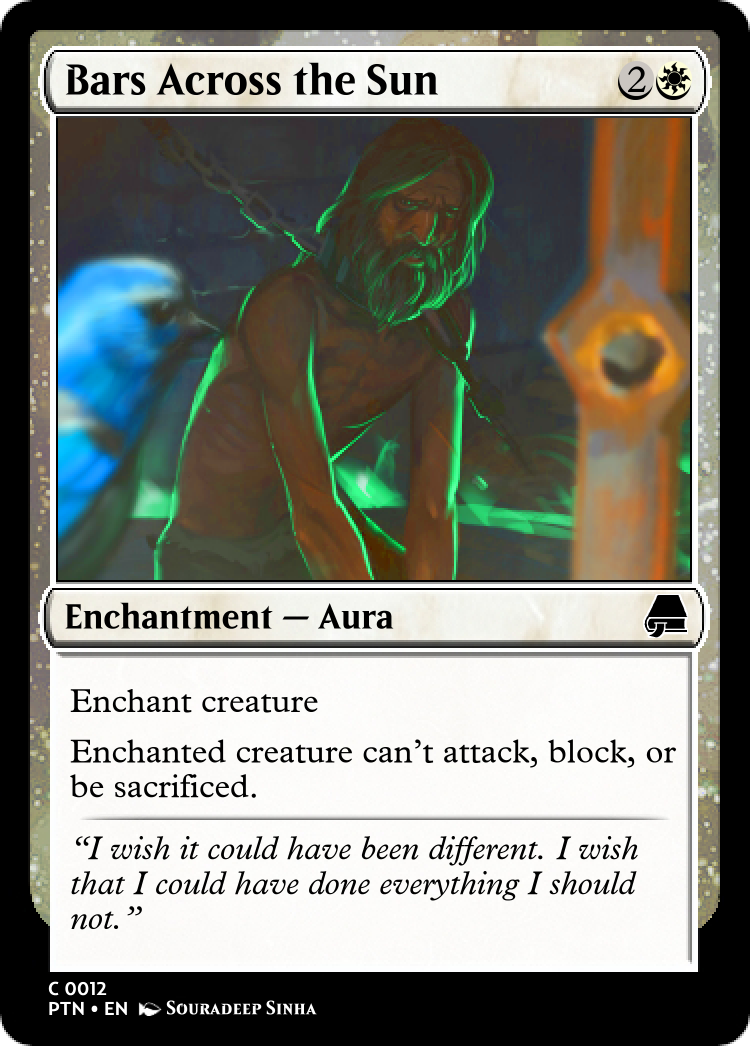 Bars Across the Sun 2
Enchantment — Aura
Enchant creature
Enchanted creature can’t attack, block, or
be sacrificed.
“I wish it could have been different. I wish
that I could have done everything I should
not.”
C 0012
PTN • EN Souradeep Sinha